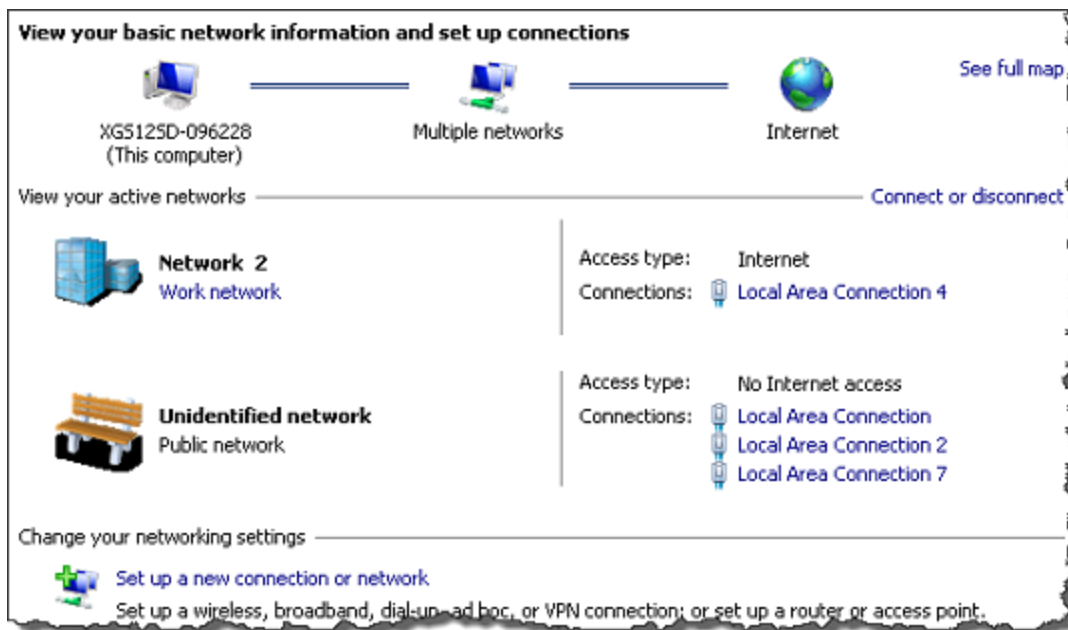 View your basic network information and set up connections
See full map
XG5125D-096228
(This computer)
Multiple networks
Internet
View your active networks
Connect or disconnect
Network 2
Work network
Access type: Internet
Connections: Local Area Connection 4
Unidentified network
Public network
Access type: No Internet access
Connections: Local Area Connection
Local Area Connection 2
Local Area Connection 7
Change your networking settings
Set up a new connection or network
Set up a wireless, broadband, dial-up, ad hoc, or VPN connection; or set up a router or access point.